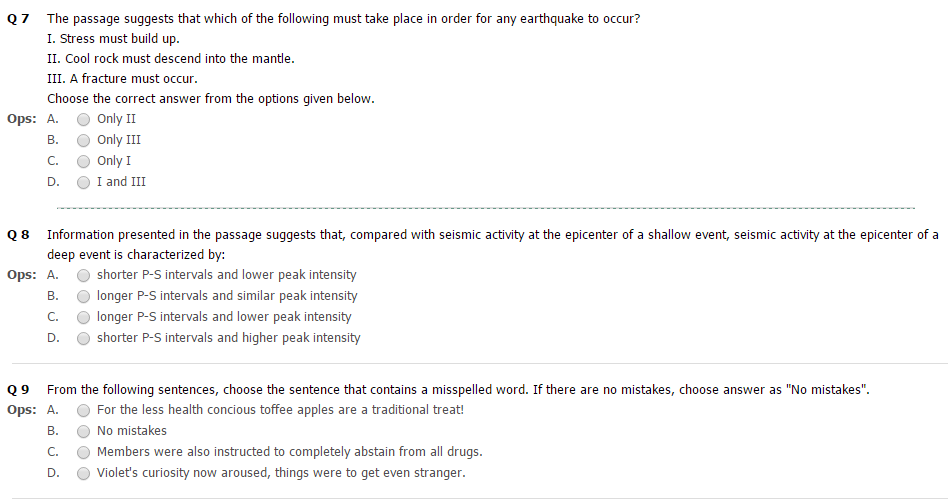 Q 7 The passage suggests that which of the following must take place in order for any earthquake to occur?
I. Stress must build up.
II. Cool rock must descend into the mantle.
III. A fracture must occur.
Choose the correct answer from the options given below.
Ops: A. Only II
B. Only III
C. Only I
D. I and III
Q 8 Information presented in the passage suggests that, compared with seismic activity at the epicenter of a shallow event, seismic activity at the epicenter of a
deep event is characterized by:
Ops: A. shorter P-S intervals and lower peak intensity
B. longer P-S intervals and similar peak intensity
C. longer P-S intervals and lower peak intensity
D. shorter P-S intervals and higher peak intensity
Q 9 From the following sentences, choose the sentence that contains a misspelled word. If there are no mistakes, choose answer as "No mistakes".
Ops: A. For the less health concious toffee apples are a traditional treat!
B. No mistakes
C. Members were also instructed to completely abstain from all drugs.
D. Violet's curiosity now aroused, things were to get even stranger.